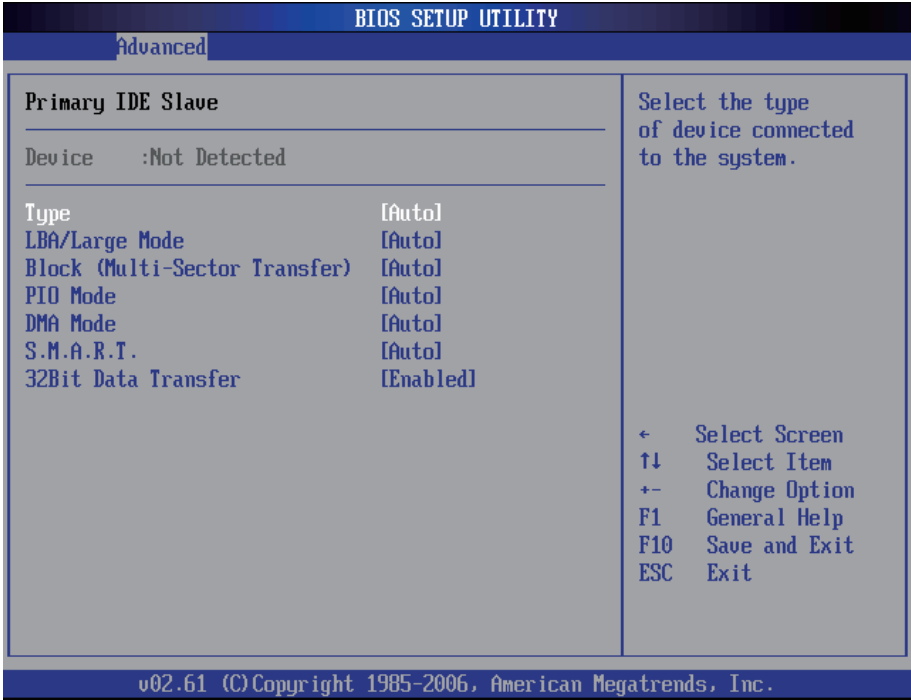 BIOS SETUP UTILITY
Advanced
Primary IDE Slave
Device :Not Detected
Type [Auto]
LBA/Large Mode [Auto]
Block (Multi-Sector Transfer) [Auto]
PIO Mode [Auto]
DMA Mode [Auto]
S.M.A.R.T. [Auto]
32Bit Data Transfer [Enabled]
Select the type
of device connected
to the system.
← Select Screen
↑↓ Select Item
+- Change Option
F1 General Help
F10 Save and Exit
ESC Exit
v02.61 (C)Copyright 1985-2006, American Megatrends, Inc.